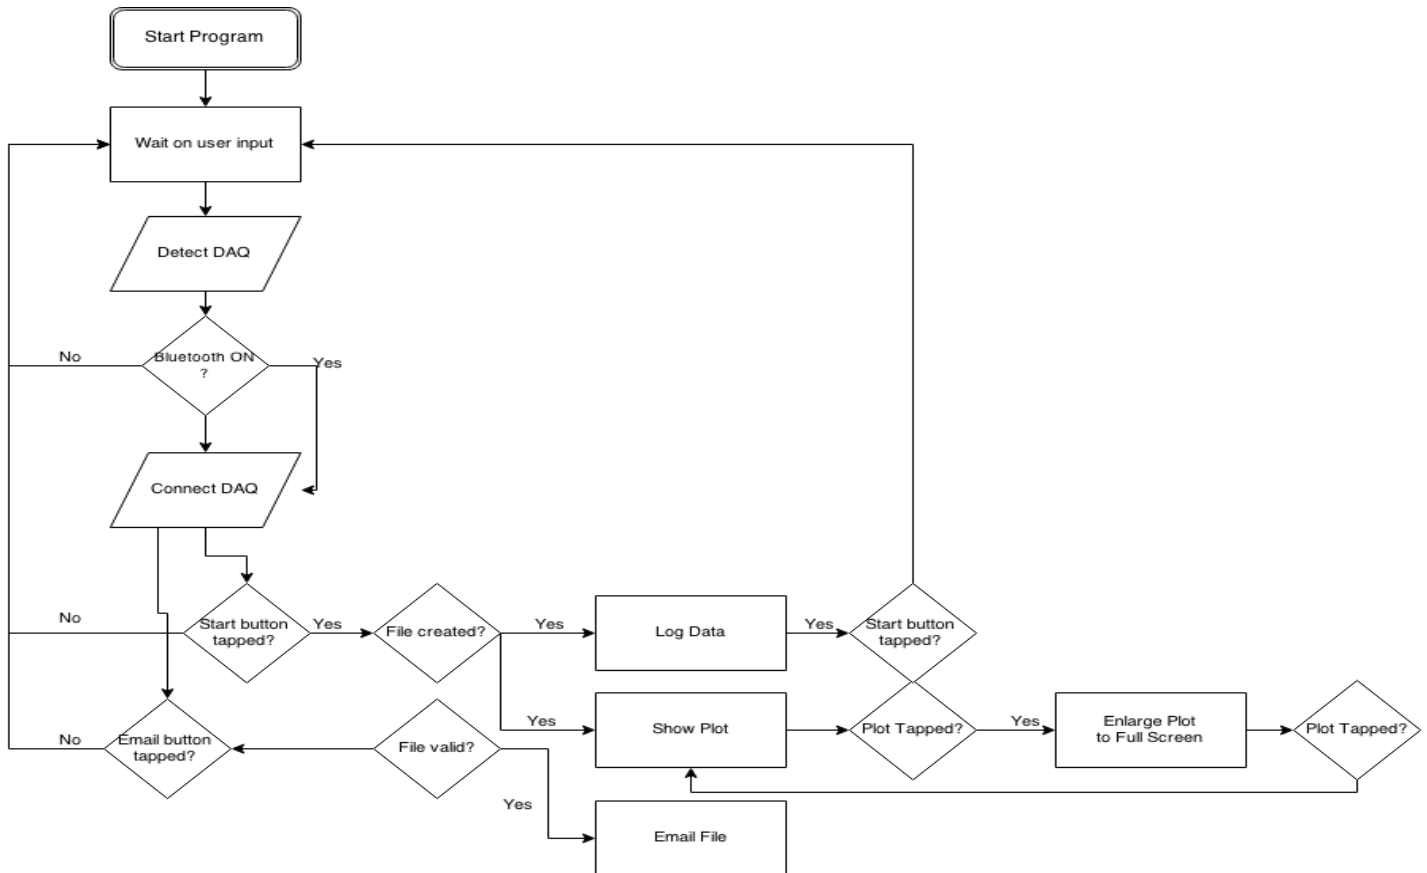 Start Program
Wait on user input
Detect DAQ
No
Bluetooth ON
?
Yes
Connect DAQ
No
Start button
tapped?
Yes
File created?
Yes
Log Data
Yes
Start button
tapped?
No
Email button
tapped?
File valid?
Yes
Show Plot
Plot Tapped?
Yes
Enlarge Plot
to Full Screen
Plot Tapped?
Yes
Email File